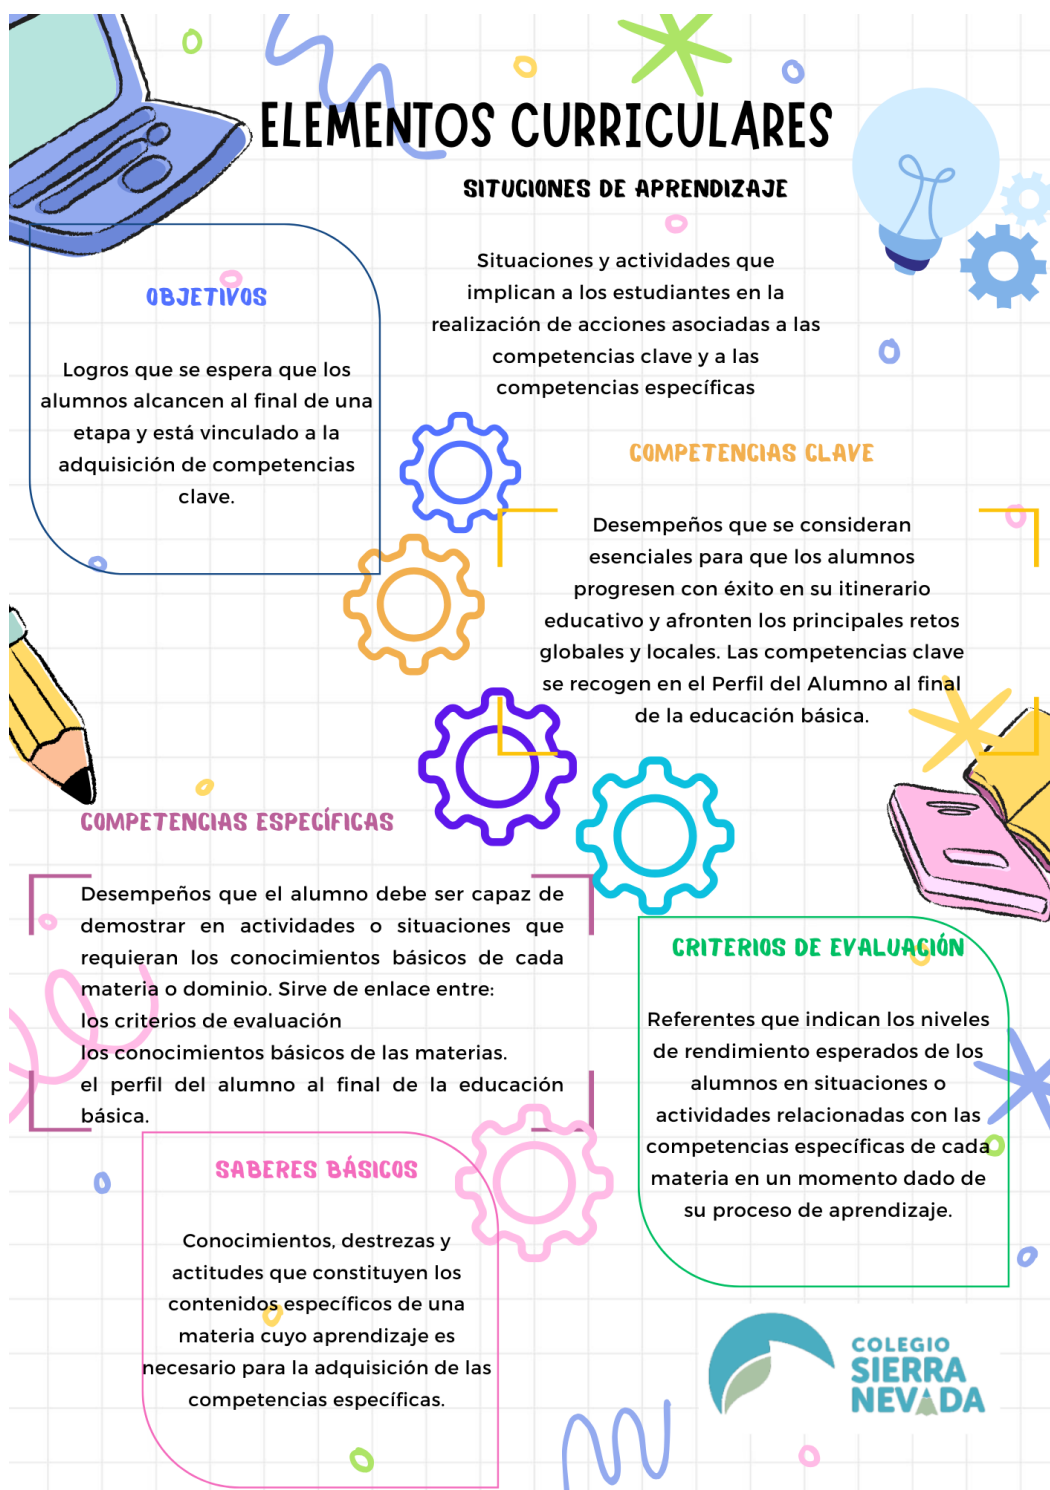 ELEMENTOS CURRICULARES
SITUCIONES DE APRENDIZAJE
Situaciones y actividades que
implican a los estudiantes en la
realización de acciones asociadas a las
competencias clave y a las
competencias específicas
OBJETIVOS
Logros que se espera que los
alumnos alcancen al final de una
etapa y está vinculado a la
adquisición de competencias
clave.
COMPETENCIAS CLAVE
Desempeños que se consideran
esenciales para que los alumnos
progresen con éxito en su itinerario
educativo y afronten los principales retos
globales y locales. Las competencias clave
se recogen en el Perfil del Alumno al final
de la educación básica.
COMPETENCIAS ESPECÍFICAS
Desempeños que el alumno debe ser capaz de
demostrar en actividades o situaciones que
requieran los conocimientos básicos de cada
materia o dominio. Sirve de enlace entre:
los criterios de evaluación
los conocimientos básicos de las materias.
el perfil del alumno al final de la educación
básica.
CRITERIOS DE EVALUACIÓN
Referentes que indican los niveles
de rendimiento esperados de los
alumnos en situaciones o
actividades relacionadas con las
competencias específicas de cada
materia en un momento dado de
su proceso de aprendizaje.
SABERES BÁSICOS
Conocimientos, destrezas y
actitudes que constituyen los
contenidos específicos de una
materia cuyo aprendizaje es
necesario para la adquisición de las
competencias específicas.
COLEGIO
SIERRA
NEVADA